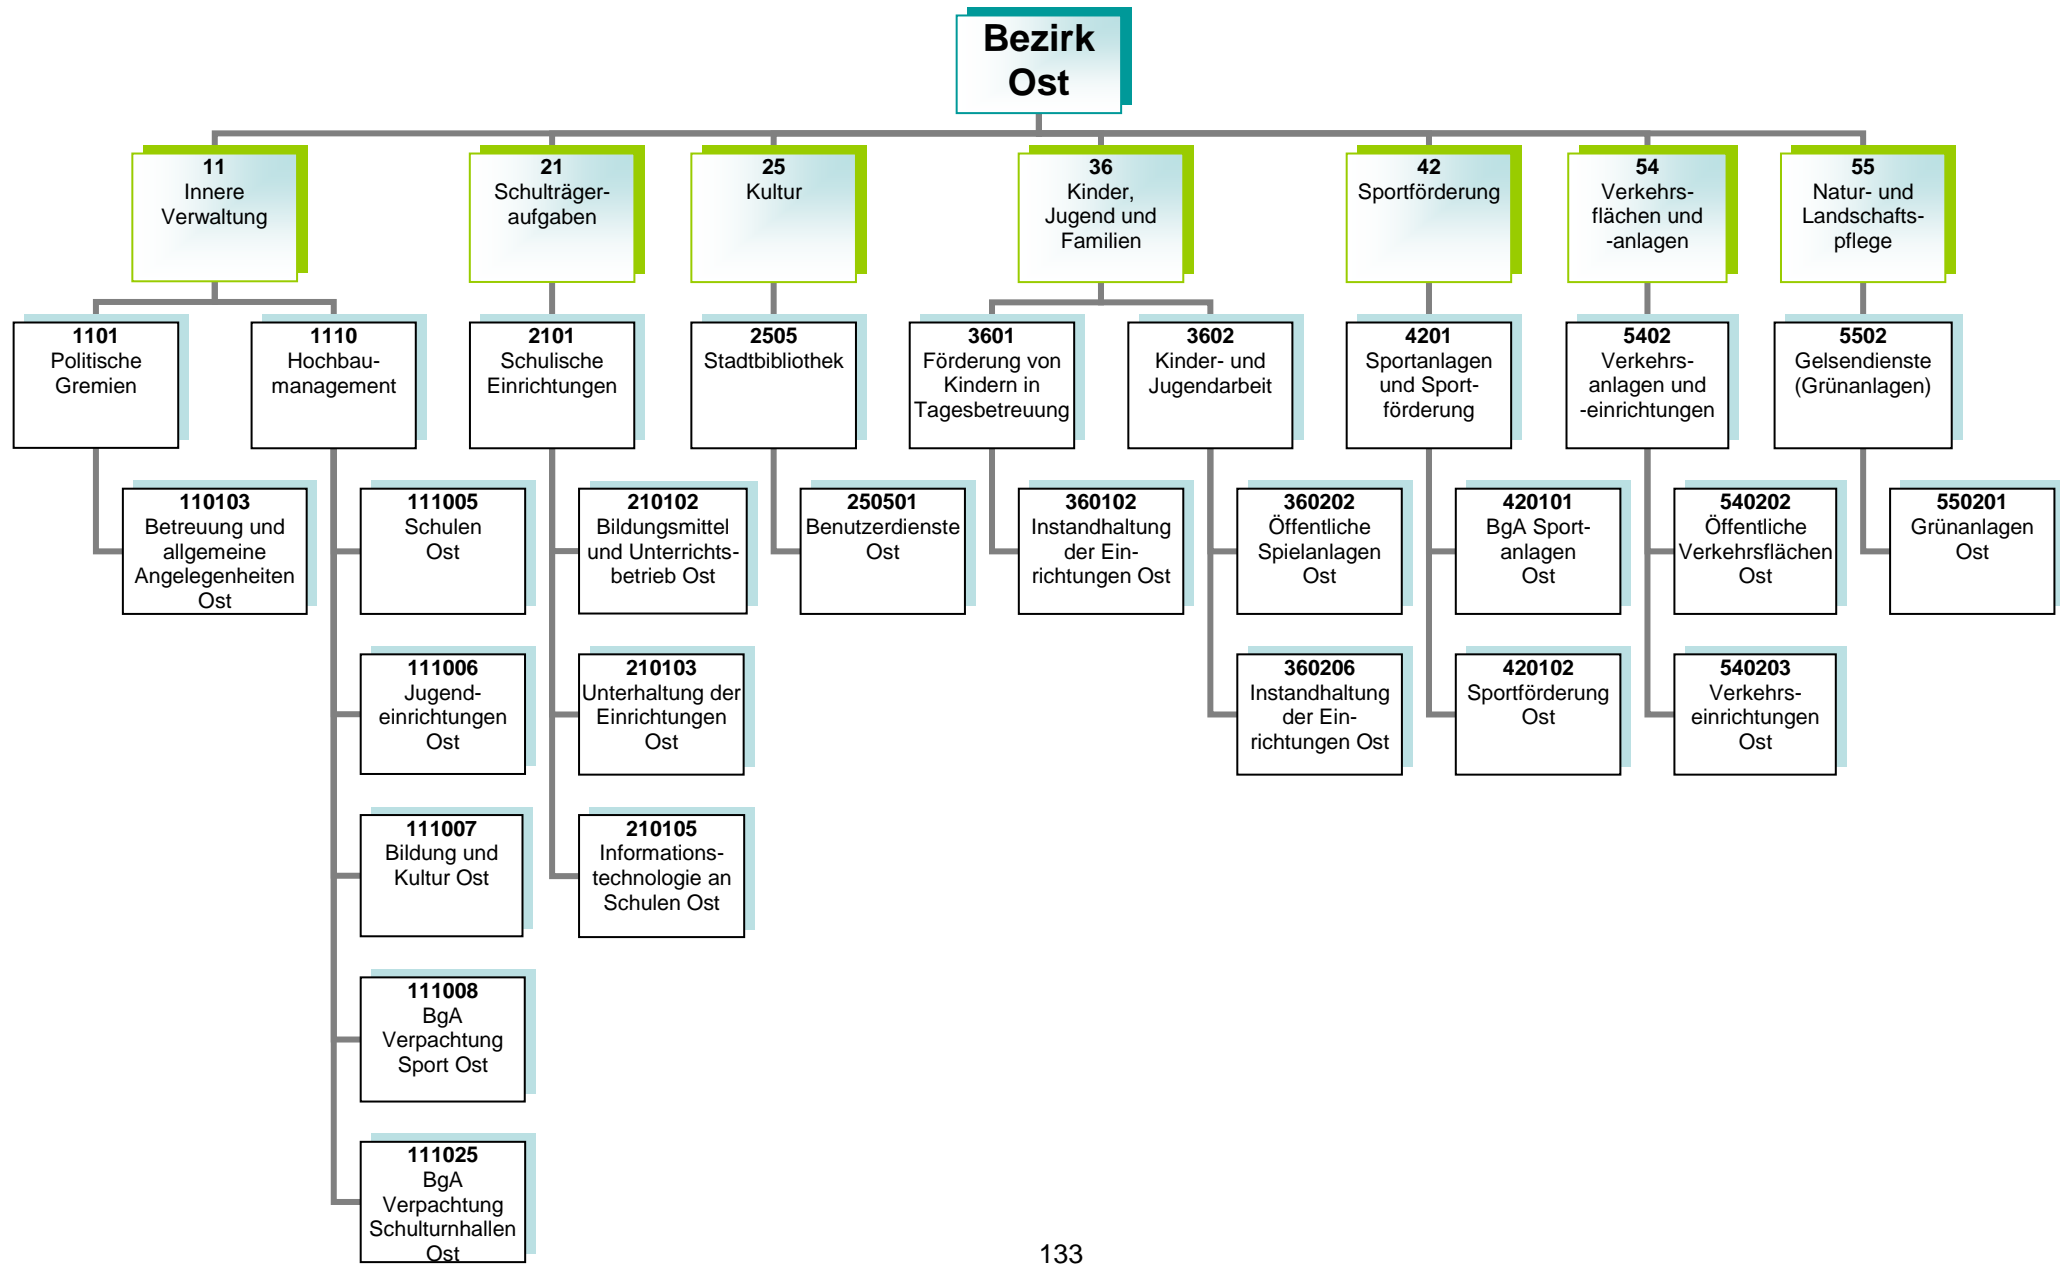 Bezirk
Ost
11
Innere
Verwaltung
21
Schulträger-
aufgaben
25
Kultur
36
Kinder,
Jugend und
Familien
42
Sportförderung
54
Verkehrs-
flächen und
-anlagen
55
Natur- und
Landschafts-
pflege
1101
Politische
Gremien
1110
Hochbau-
management
2101
Schulische
Einrichtungen
2505
Stadtbibliothek
3601
Förderung von
Kindern in
Tagesbetreuung
3602
Kinder- und
Jugendarbeit
4201
Sportanlagen
und Sport-
förderung
5402
Verkehrs-
anlagen und
-einrichtungen
5502
Gelsendienste
(Grünanlagen)
110103
Betreuung und
allgemeine
Angelegenheiten
Ost
111005
Schulen
Ost
210102
Bildungsmittel
und Unterrichts-
betrieb Ost
250501
Benutzerdienste
Ost
360102
Instandhaltung
der Ein-
richtungen Ost
360202
Öffentliche
Spielanlagen
Ost
420101
BgA Sport-
anlagen
Ost
540202
Öffentliche
Verkehrsflächen
Ost
550201
Grünanlagen
Ost
111006
Jugend-
einrichtungen
Ost
210103
Unterhaltung der
Einrichtungen
Ost
360206
Instandhaltung
der Ein-
richtungen Ost
420102
Sportförderung
Ost
540203
Verkehrs-
einrichtungen
Ost
111007
Bildung und
Kultur Ost
210105
Informations-
technologie an
Schulen Ost
111008
BgA
Verpachtung
Sport Ost
111025
BgA
Verpachtung
Schulturnhallen
Ost
133